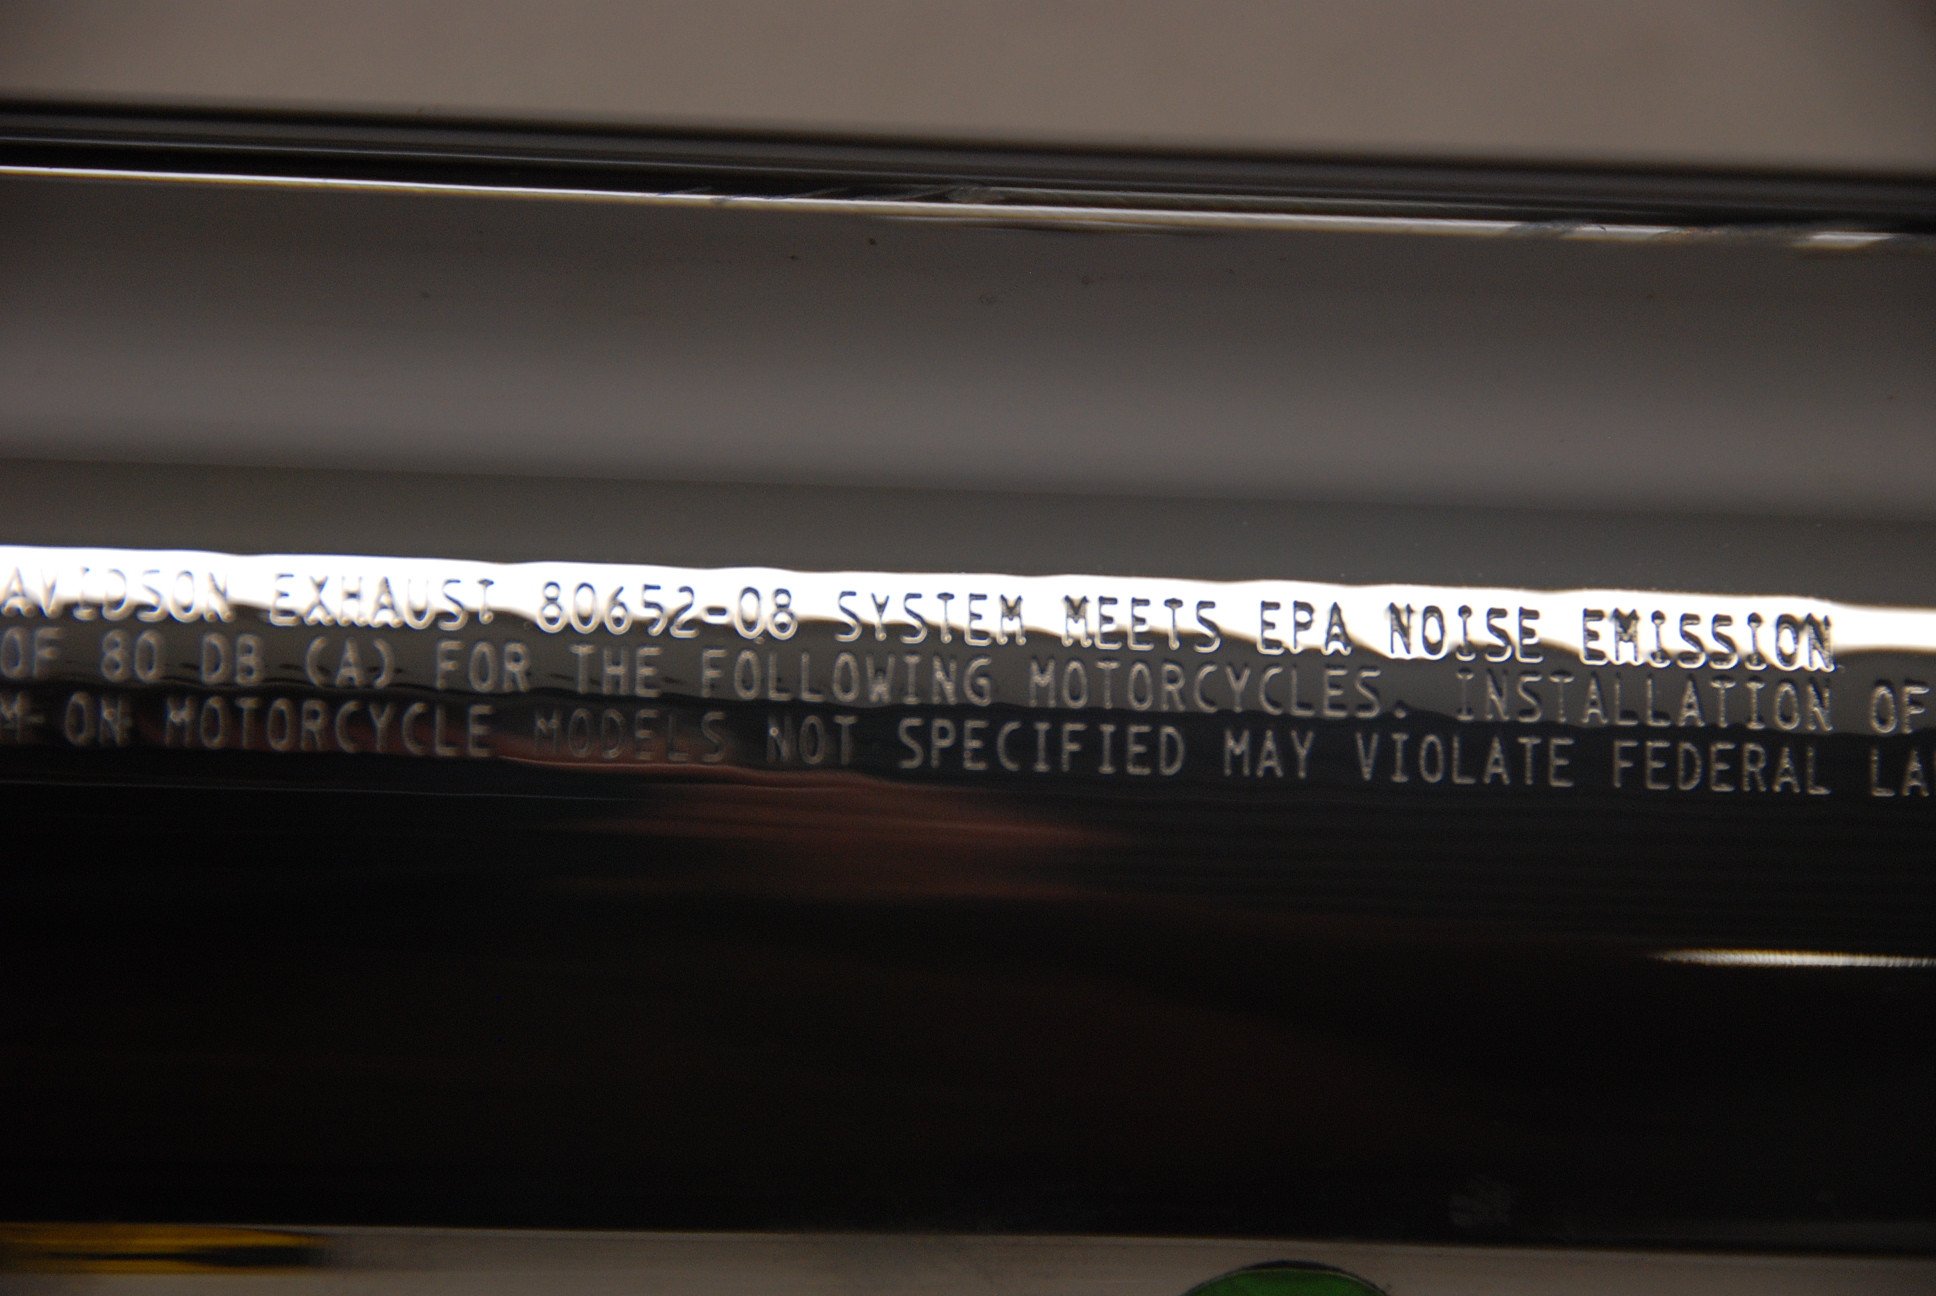 AVIDSON EXHAUST 80652-08 SYSTEM MEETS EPA NOISE EMISSION
OF 80 DB (A) FOR THE FOLLOWING MOTORCYCLES. INSTALLATION OF
M ON MOTORCYCLE MODELS NOT SPECIFIED MAY VIOLATE FEDERAL LA